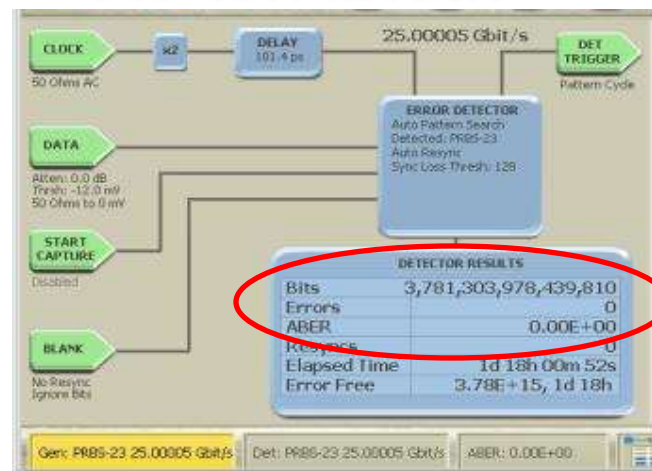 25.00005 Gbit/s
CLOCK
x2
DELAY
101.4 ps
DET
TRIGGER
50 Ohms AC
Pattern Cycle
ERROR DETECTOR
Auto Pattern Search
Detected: PRBS-23
Auto Resync
Sync Loss Thresh: 128
DATA
Atten: 0.0 dB
Thrsh: -12.0 mV
50 Ohms to 0 mV
START
CAPTURE
Disabled
DETECTOR RESULTS
Bits 3,781,303,978,439,810
Errors 0
ABER 0.00E+00
Resyncs 0
Elapsed Time 1d 18h 00m 52s
Error Free 3.78E+15, 1d 18h
BLANK
No Resync
Ignore Bits
Gen: PRBS-23 25.00005 Gbit/s
Det: PRBS-23 25.00005 Gbit/s
ABER: 0.00E+00